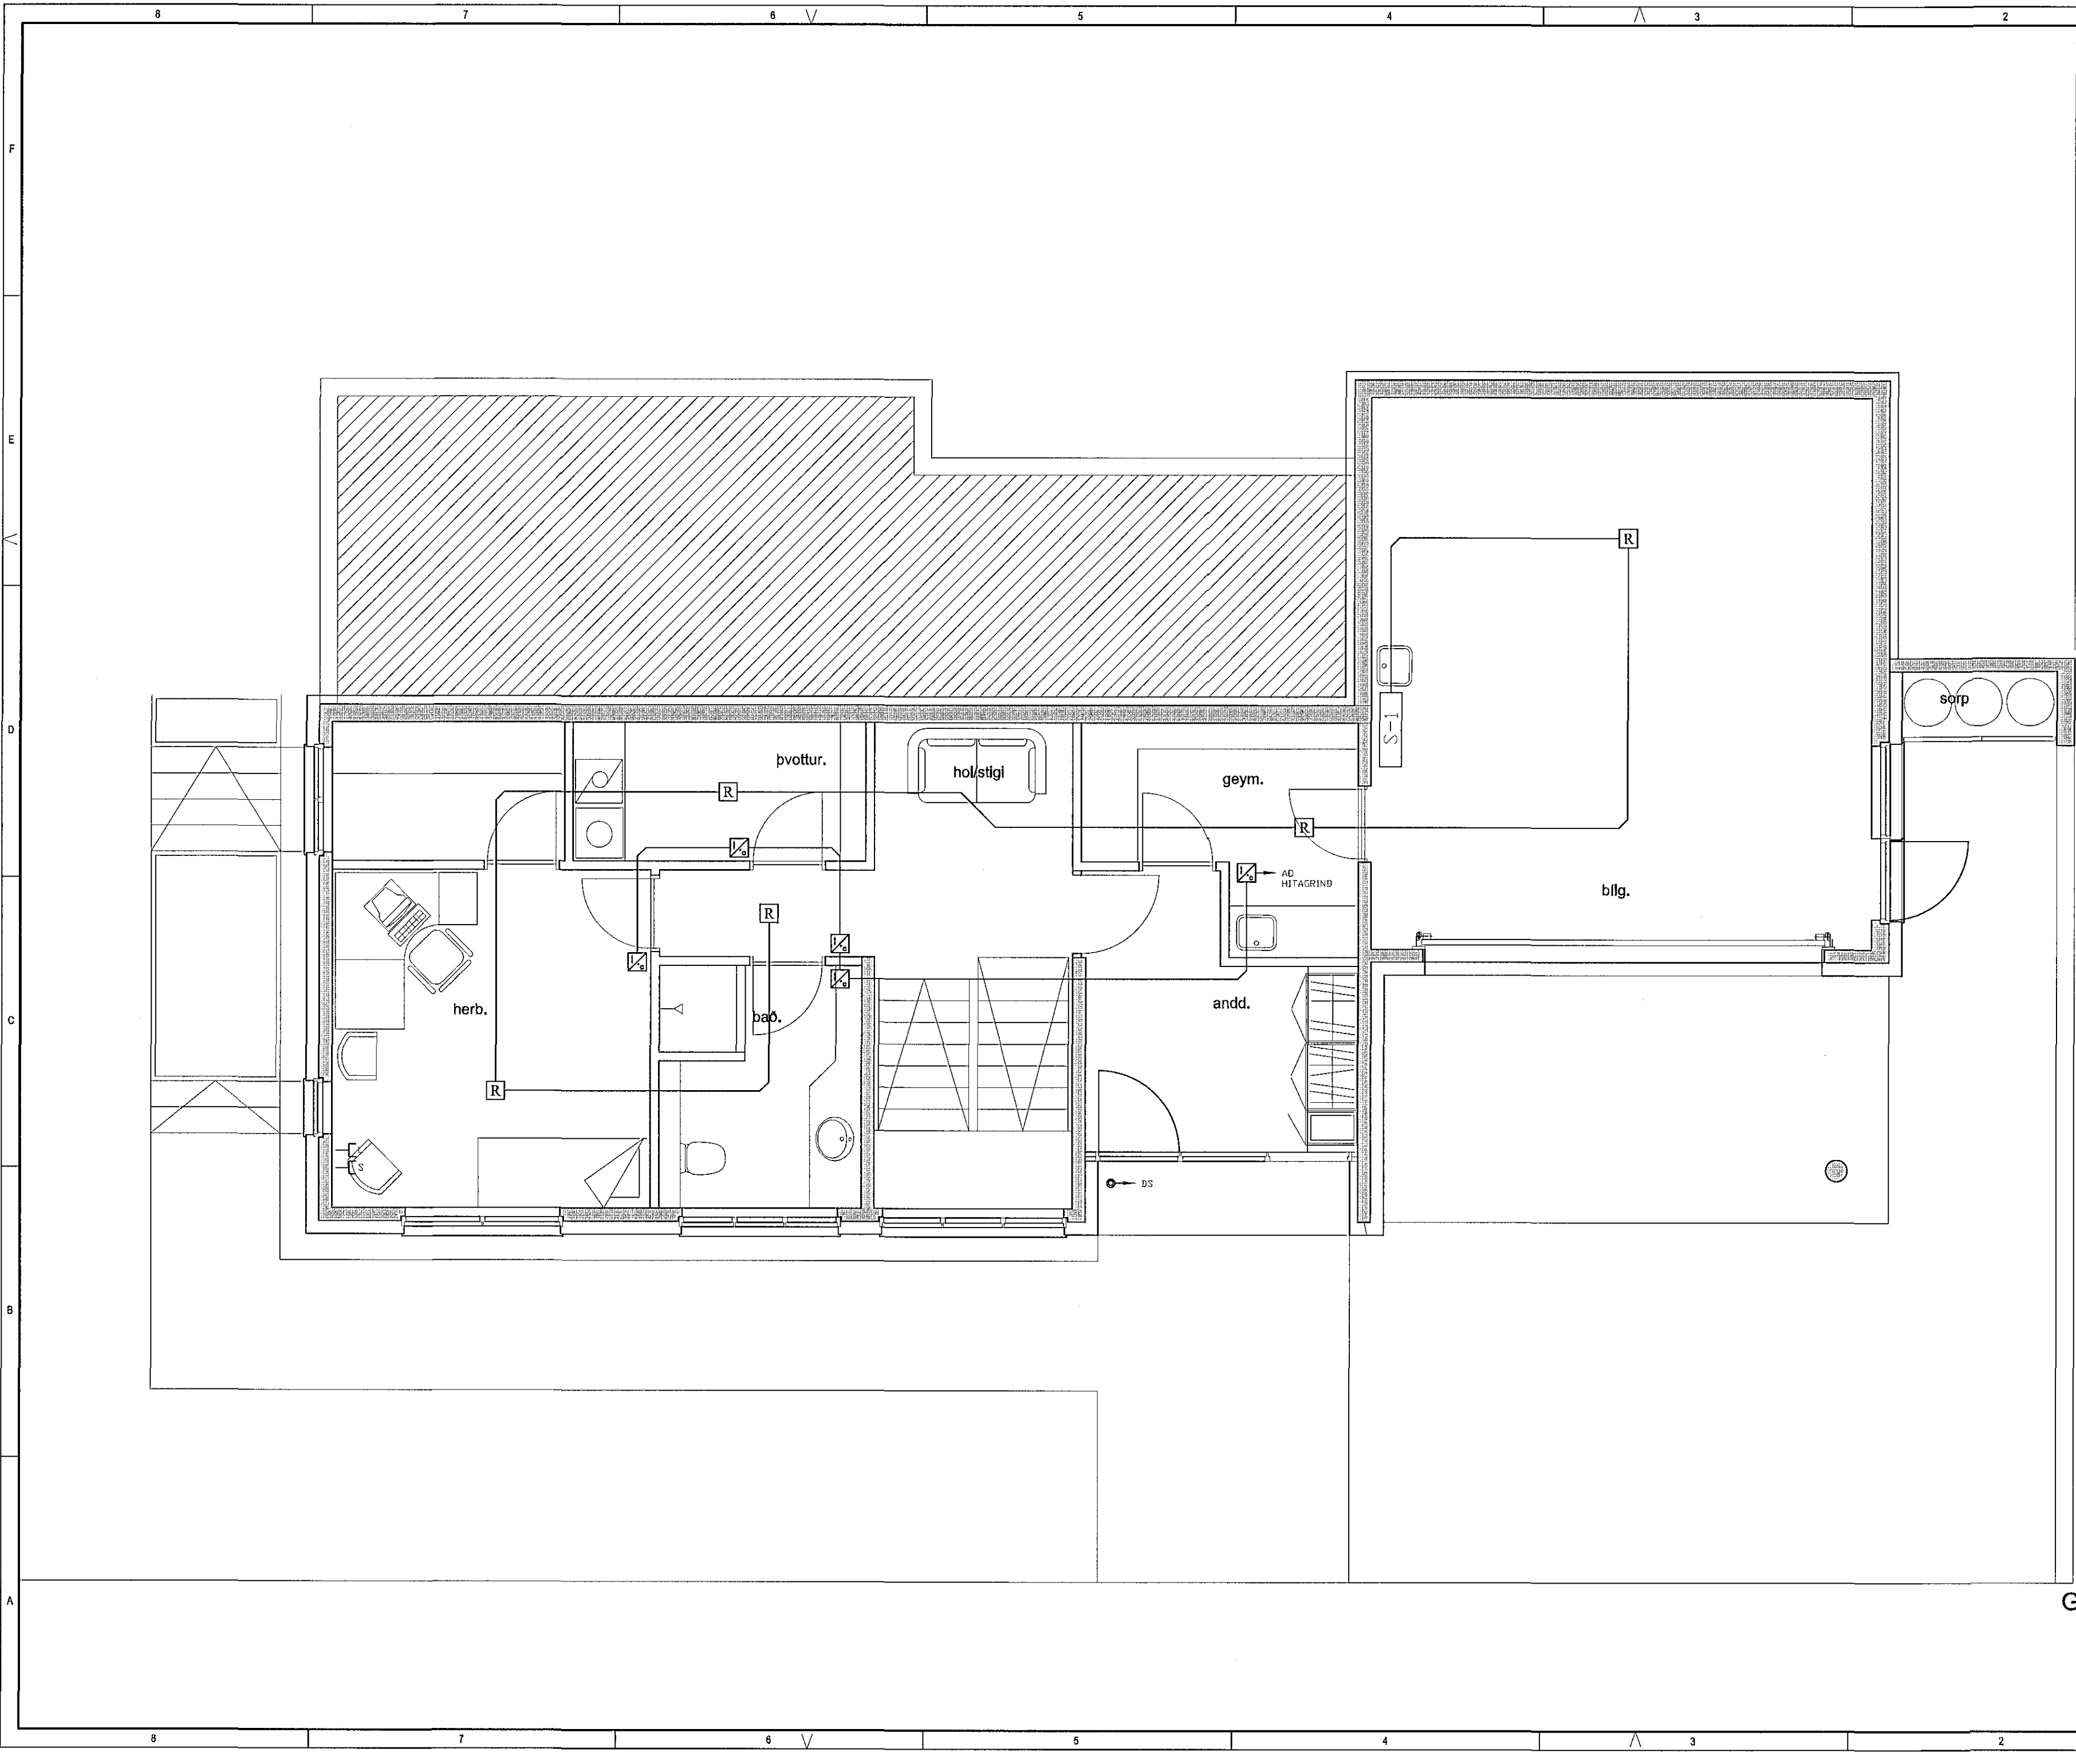 8 7 6 5 4 3 2
F
E
R
D
S-1
sorp
þvottur.
hol/stigi
geym.
R
R
bílg.
AÐ
HITAGRIND
R
C
herb.
bað.
andd.
R
S
DS
B
A
G
8 7 6 5 4 3 2